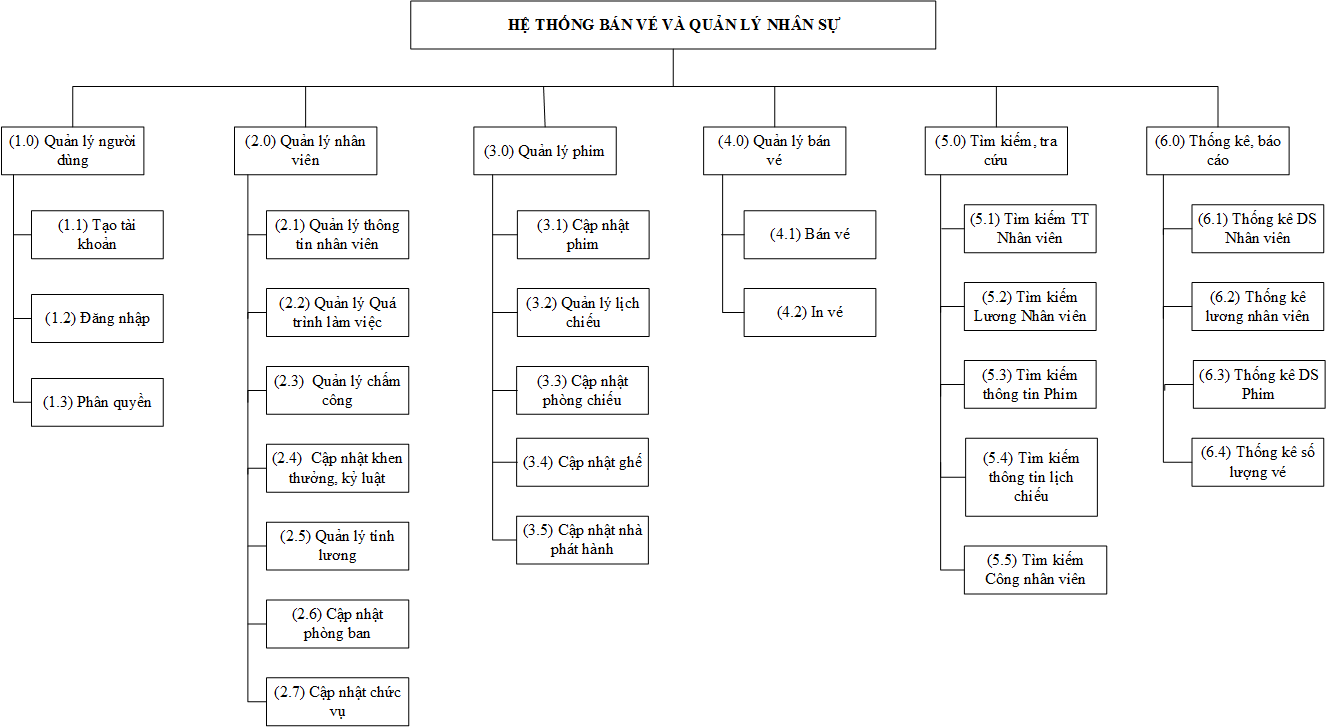 HỆ THỐNG BÁN VÉ VÀ QUẢN LÝ NHÂN SỰ
(1.0) Quản lý người
dùng
(1.1) Tạo tài
khoản
(1.2) Đăng nhập
(1.3) Phân quyền
(2.0) Quản lý nhân
viên
(2.1) Quản lý thông
tin nhân viên
(2.2) Quản lý Quá
trình làm việc
(2.3) Quản lý chấm
công
(2.4) Cập nhật khen
thưởng, kỷ luật
(2.5) Quản lý tính
lương
(2.6) Cập nhật
phòng ban
(2.7) Cập nhật chức
vụ
(3.0) Quản lý phim
(3.1) Cập nhật
phim
(3.2) Quản lý lịch
chiếu
(3.3) Cập nhật
phòng chiếu
(3.4) Cập nhật ghế
(3.5) Cập nhật nhà
phát hành
(4.0) Quản lý bán
vé
(4.1) Bán vé
(4.2) In vé
(5.0) Tìm kiếm, tra
cứu
(5.1) Tìm kiếm TT
Nhân viên
(5.2) Tìm kiếm
Lương Nhân viên
(5.3) Tìm kiếm
thông tin Phim
(5.4) Tìm kiếm
thông tin lịch
chiếu
(5.5) Tìm kiếm
Công nhân viên
(6.0) Thống kê, báo
cáo
(6.1) Thống kê DS
Nhân viên
(6.2) Thống kê
lương nhân viên
(6.3) Thống kê DS
Phim
(6.4) Thống kê số
lượng vé